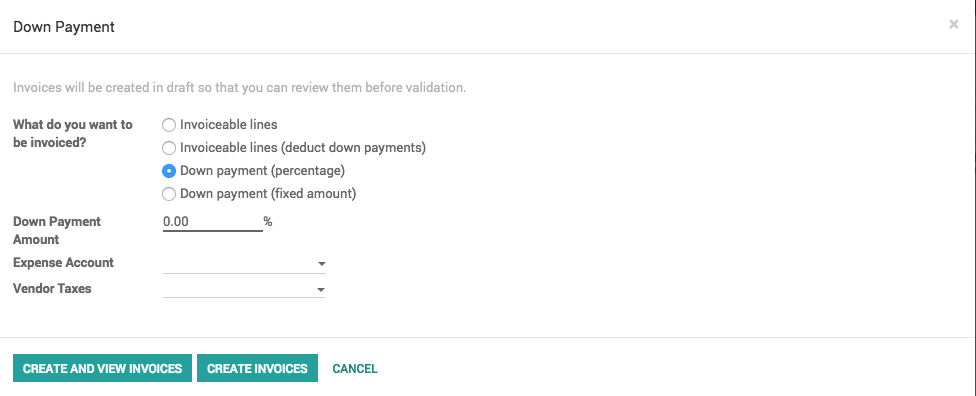 Down Payment
×
Invoices will be created in draft so that you can review them before validation.
What do you want to
be invoiced?
Invoiceable lines
Invoiceable lines (deduct down payments)
Down payment (percentage)
Down payment (fixed amount)
Down Payment
Amount
0.00 %
Expense Account
Vendor Taxes
CREATE AND VIEW INVOICES CREATE INVOICES CANCEL